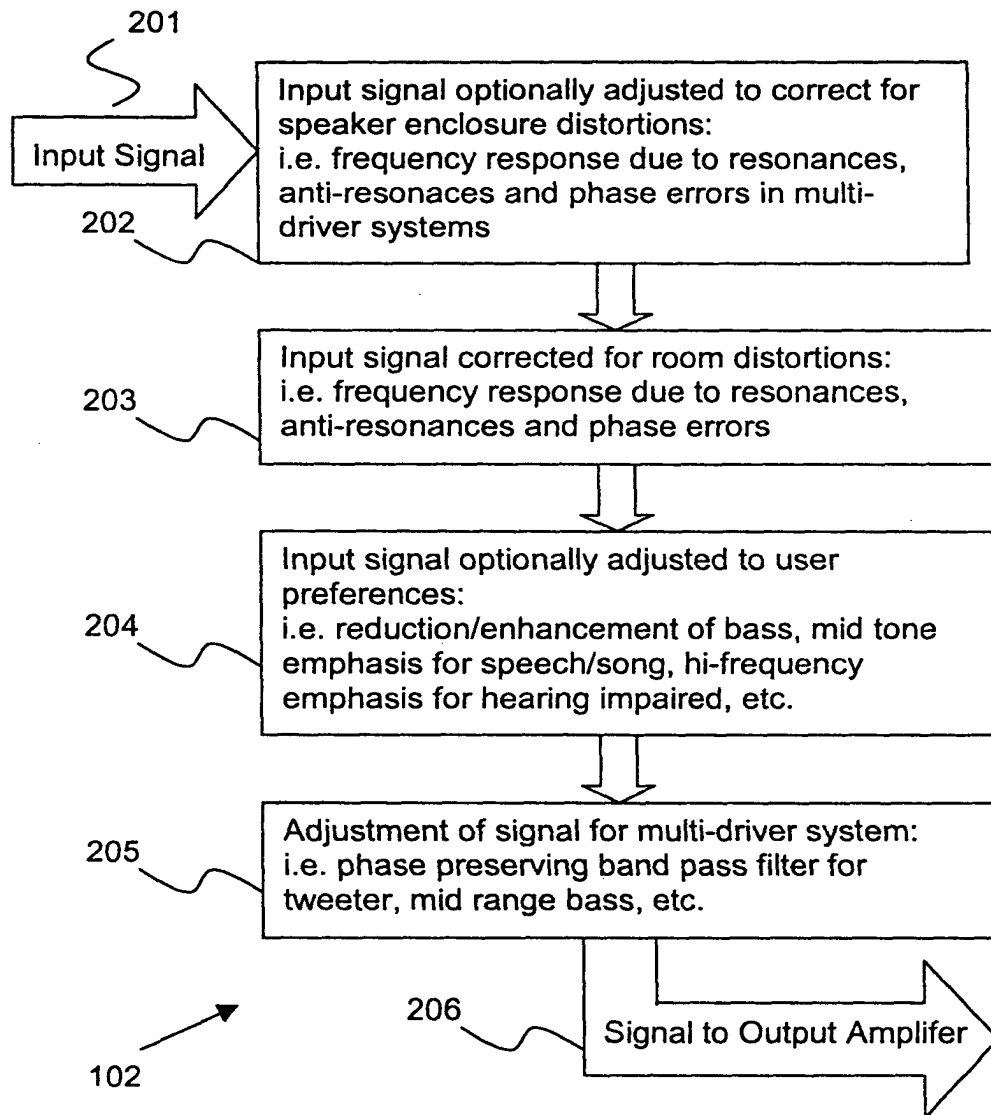 201
Input Signal
202
Input signal optionally adjusted to correct for
speaker enclosure distortions:
i.e. frequency response due to resonances,
anti-resonaces and phase errors in multi-
driver systems
203
Input signal corrected for room distortions:
i.e. frequency response due to resonances,
anti-resonances and phase errors
204
Input signal optionally adjusted to user
preferences:
i.e. reduction/enhancement of bass, mid tone
emphasis for speech/song, hi-frequency
emphasis for hearing impaired, etc.
205
Adjustment of signal for multi-driver system:
i.e. phase preserving band pass filter for
tweeter, mid range bass, etc.
206
Signal to Output Amplifer
102